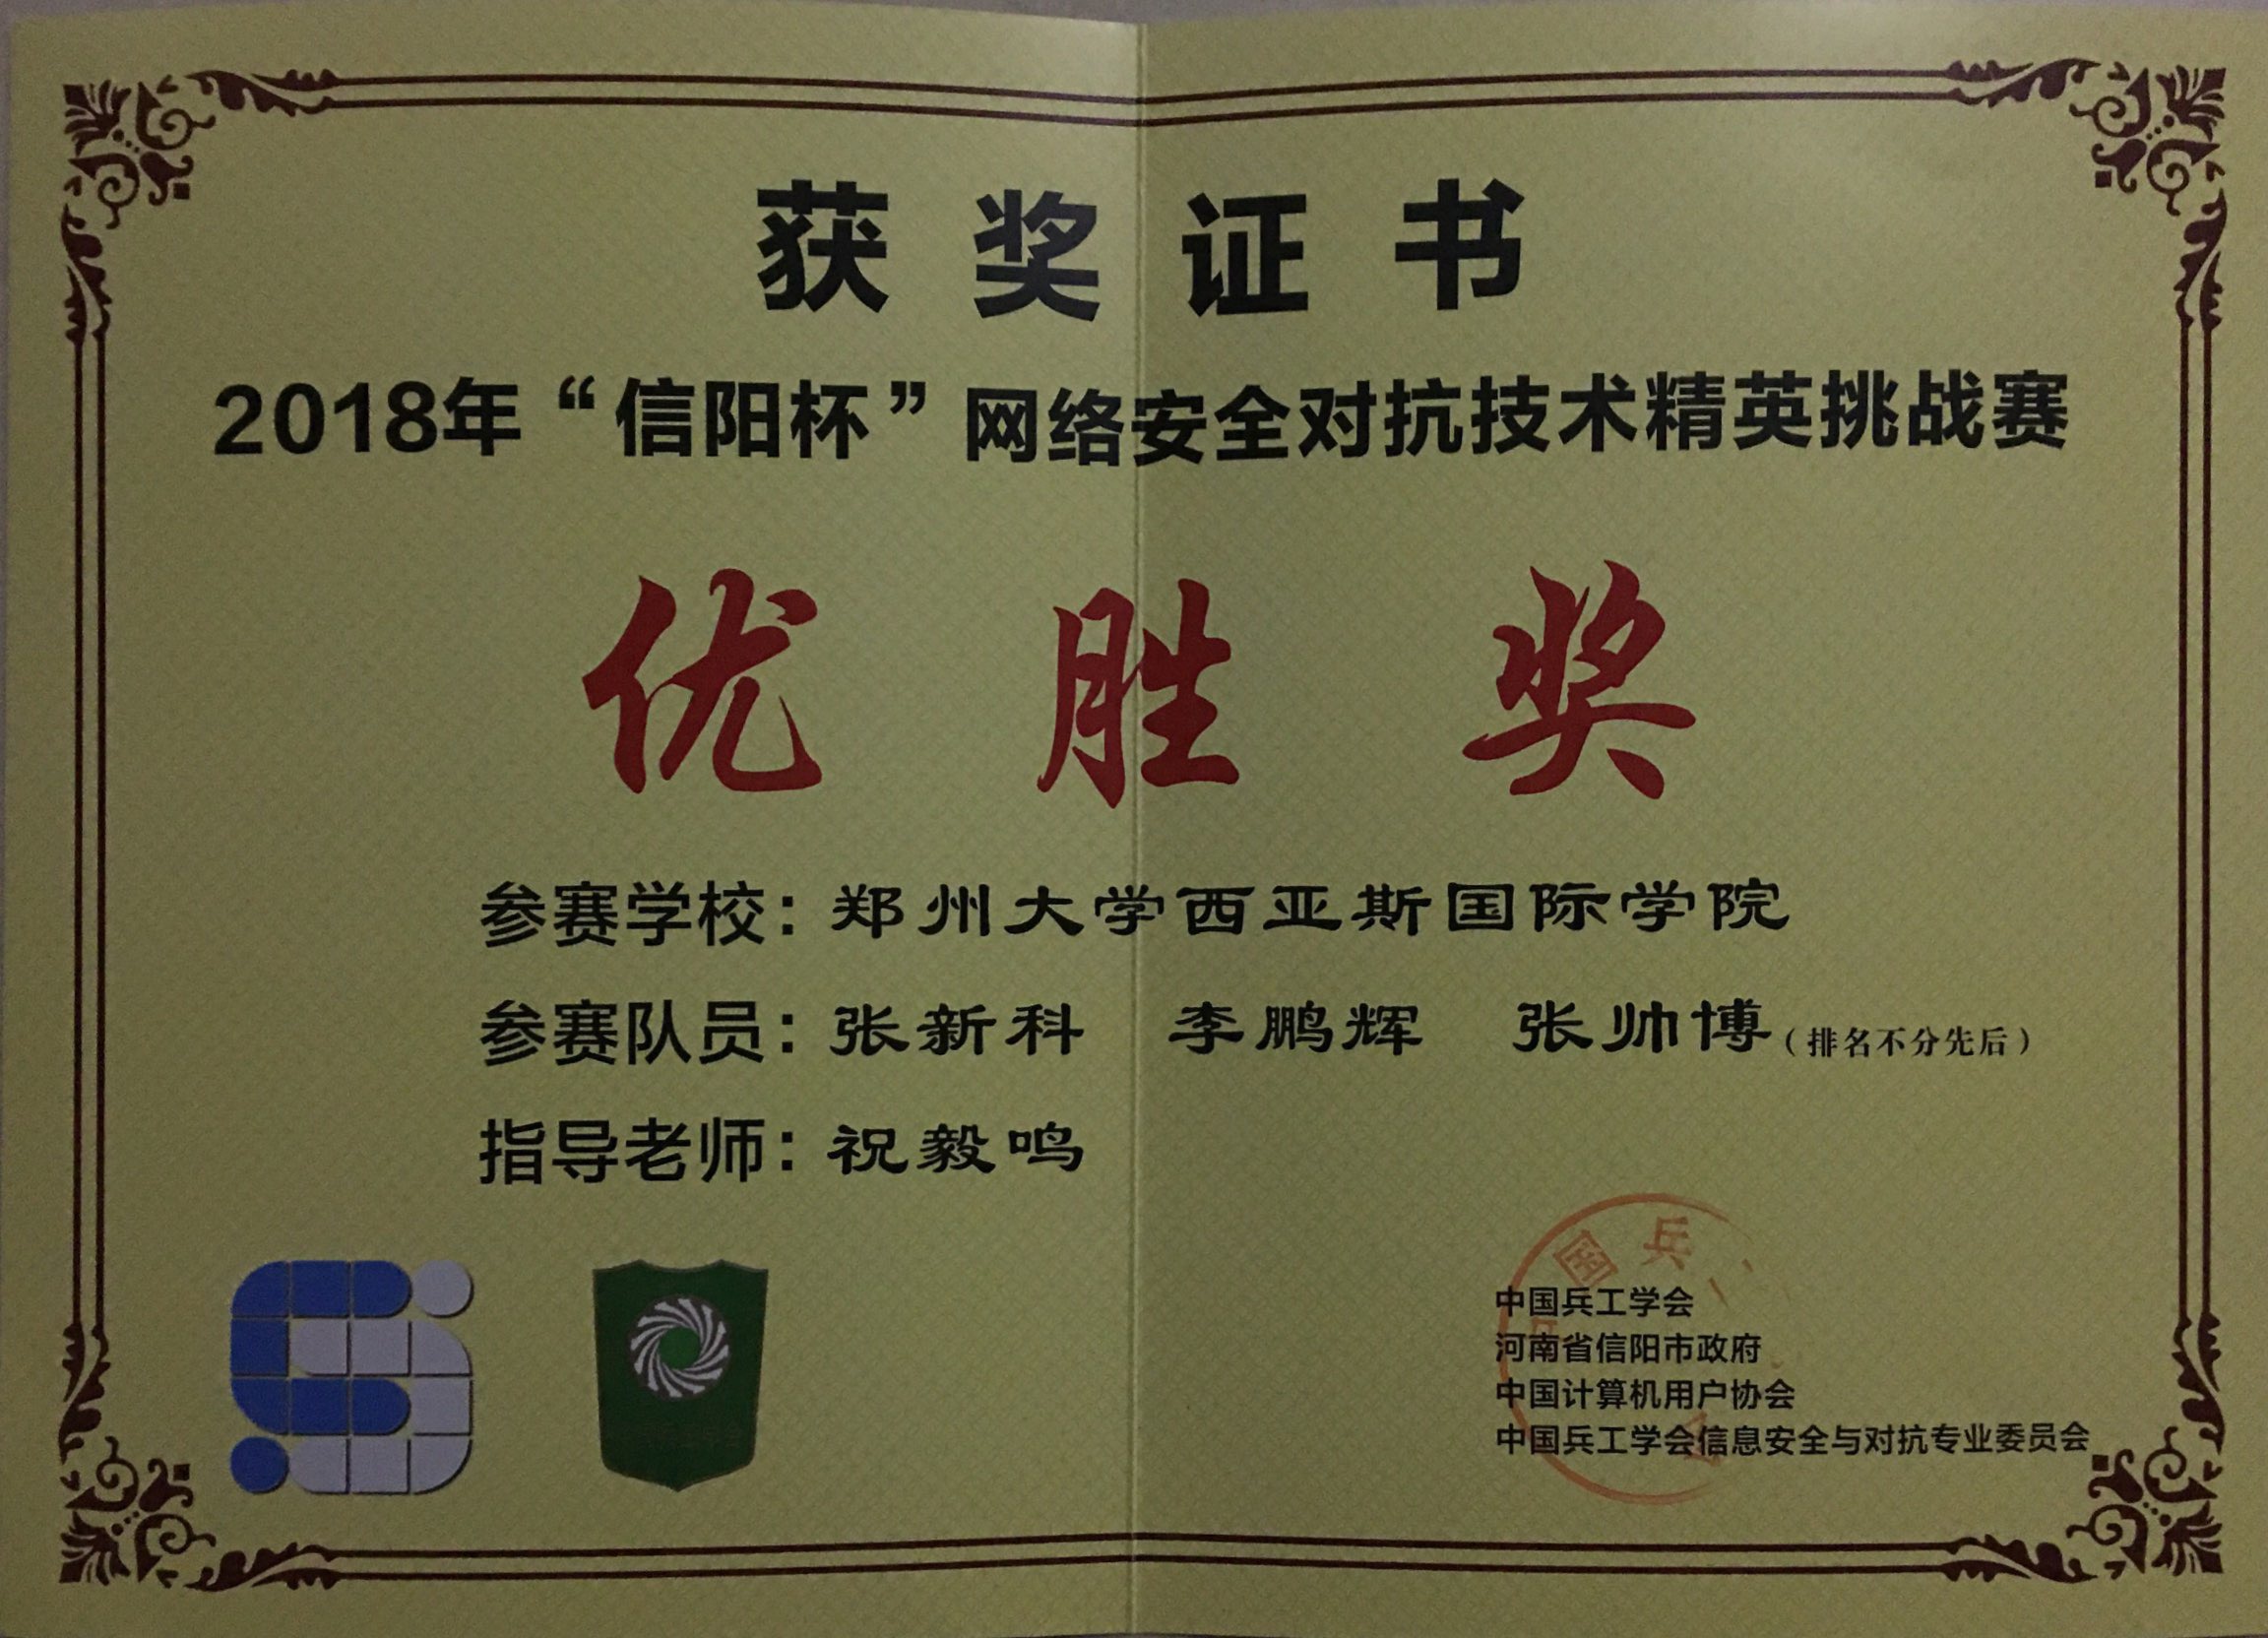 获奖证书
2018年“信阳杯”网络安全对抗技术精英挑战赛
优胜奖
参赛学校：郑州大学西亚斯国际学院
参赛队员：张新科 李鹏辉 张帅博（排名不分先后）
指导老师：祝毅鸣
国兵
中国兵工学会
河南省信阳市政府
中国计算机用户协会
中国兵工学会信息安全与对抗专业委员会